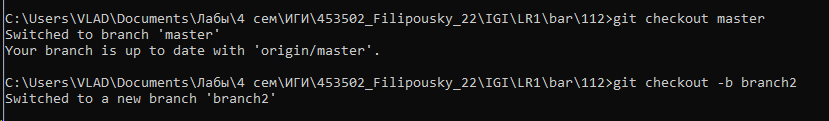 C:\Users\VLAD\Documents\Лабы\4 сем\ИГИ\453502_Filipousky_22\IGI\LR1\bar\112>git checkout master
Switched to branch 'master'
Your branch is up to date with 'origin/master'.
C:\Users\VLAD\Documents\Лабы\4 сем\ИГИ\453502_Filipousky_22\IGI\LR1\bar\112>git checkout -b branch2
Switched to a new branch 'branch2'